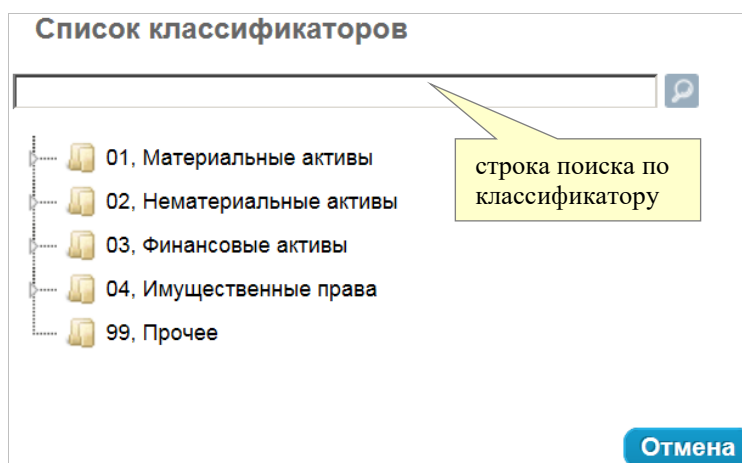 Список классификаторов
01, Материальные активы
строка поиска по
классификатору
02, Нематериальные активы
03, Финансовые активы
04, Имущественные права
99, Прочее
Отмена